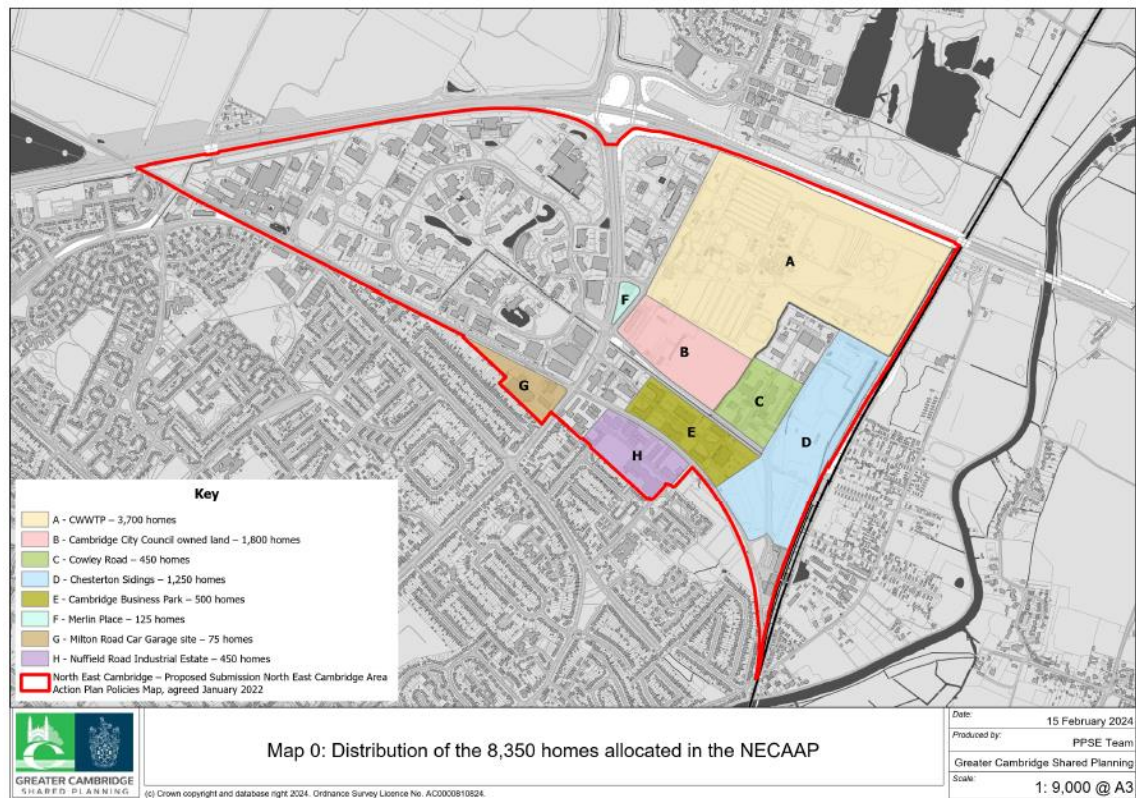 A
F
B
C
G
E
D
H
Key
A - CWWTP – 3,700 homes
B - Cambridge City Council owned land – 1,800 homes
C - Cowley Road – 450 homes
D - Chesterton Sidings – 1,250 homes
E - Cambridge Business Park – 500 homes
F - Merlin Place – 125 homes
G - Milton Road Car Garage site – 75 homes
H - Nuffield Road Industrial Estate – 450 homes
North East Cambridge – Proposed Submission North East Cambridge Area
Action Plan Policies Map, agreed January 2022
GREATER CAMBRIDGE
SHARED PLANNING
Map 0: Distribution of the 8,350 homes allocated in the NECAAP
(c) Crown copyright and database right 2024. Ordnance Survey Licence No. AC0000810824.
Date:
15 February 2024
Produced by:
PPSE Team
Greater Cambridge Shared Planning
Scale:
1: 9,000 @ A3